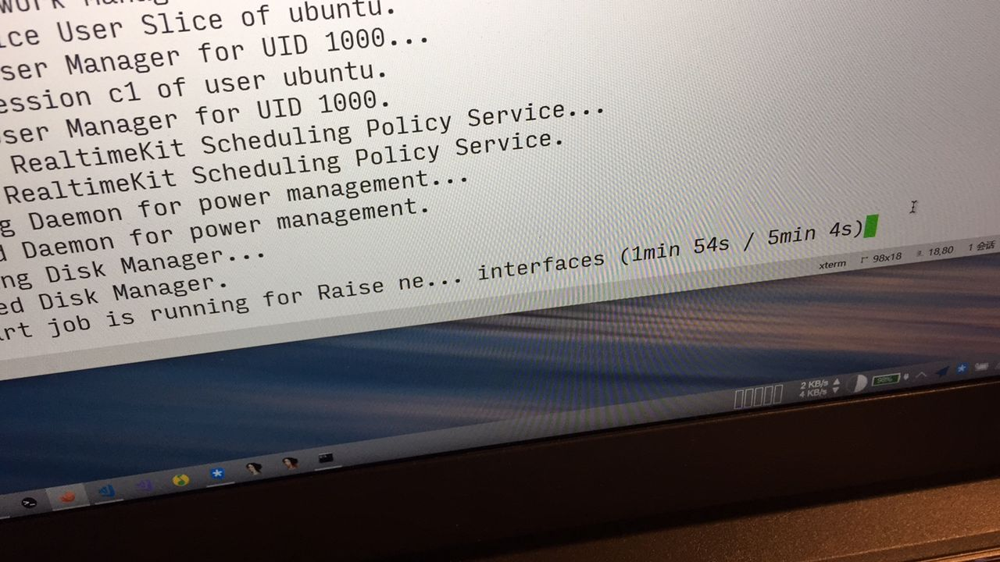 ice User Slice of ubuntu.
ser Manager for UID 1000...
ession c1 of user ubuntu.
ser Manager for UID 1000.
RealtimeKit Scheduling Policy Service...
RealtimeKit Scheduling Policy Service.
g Daemon for power management...
d Daemon for power management.
ng Disk Manager...
ed Disk Manager.
art job is running for Raise ne... interfaces (1min 54s / 5min 4s)
xterm 98x18 18,80 1 会话
2 KB/s
4 KB/s
98%